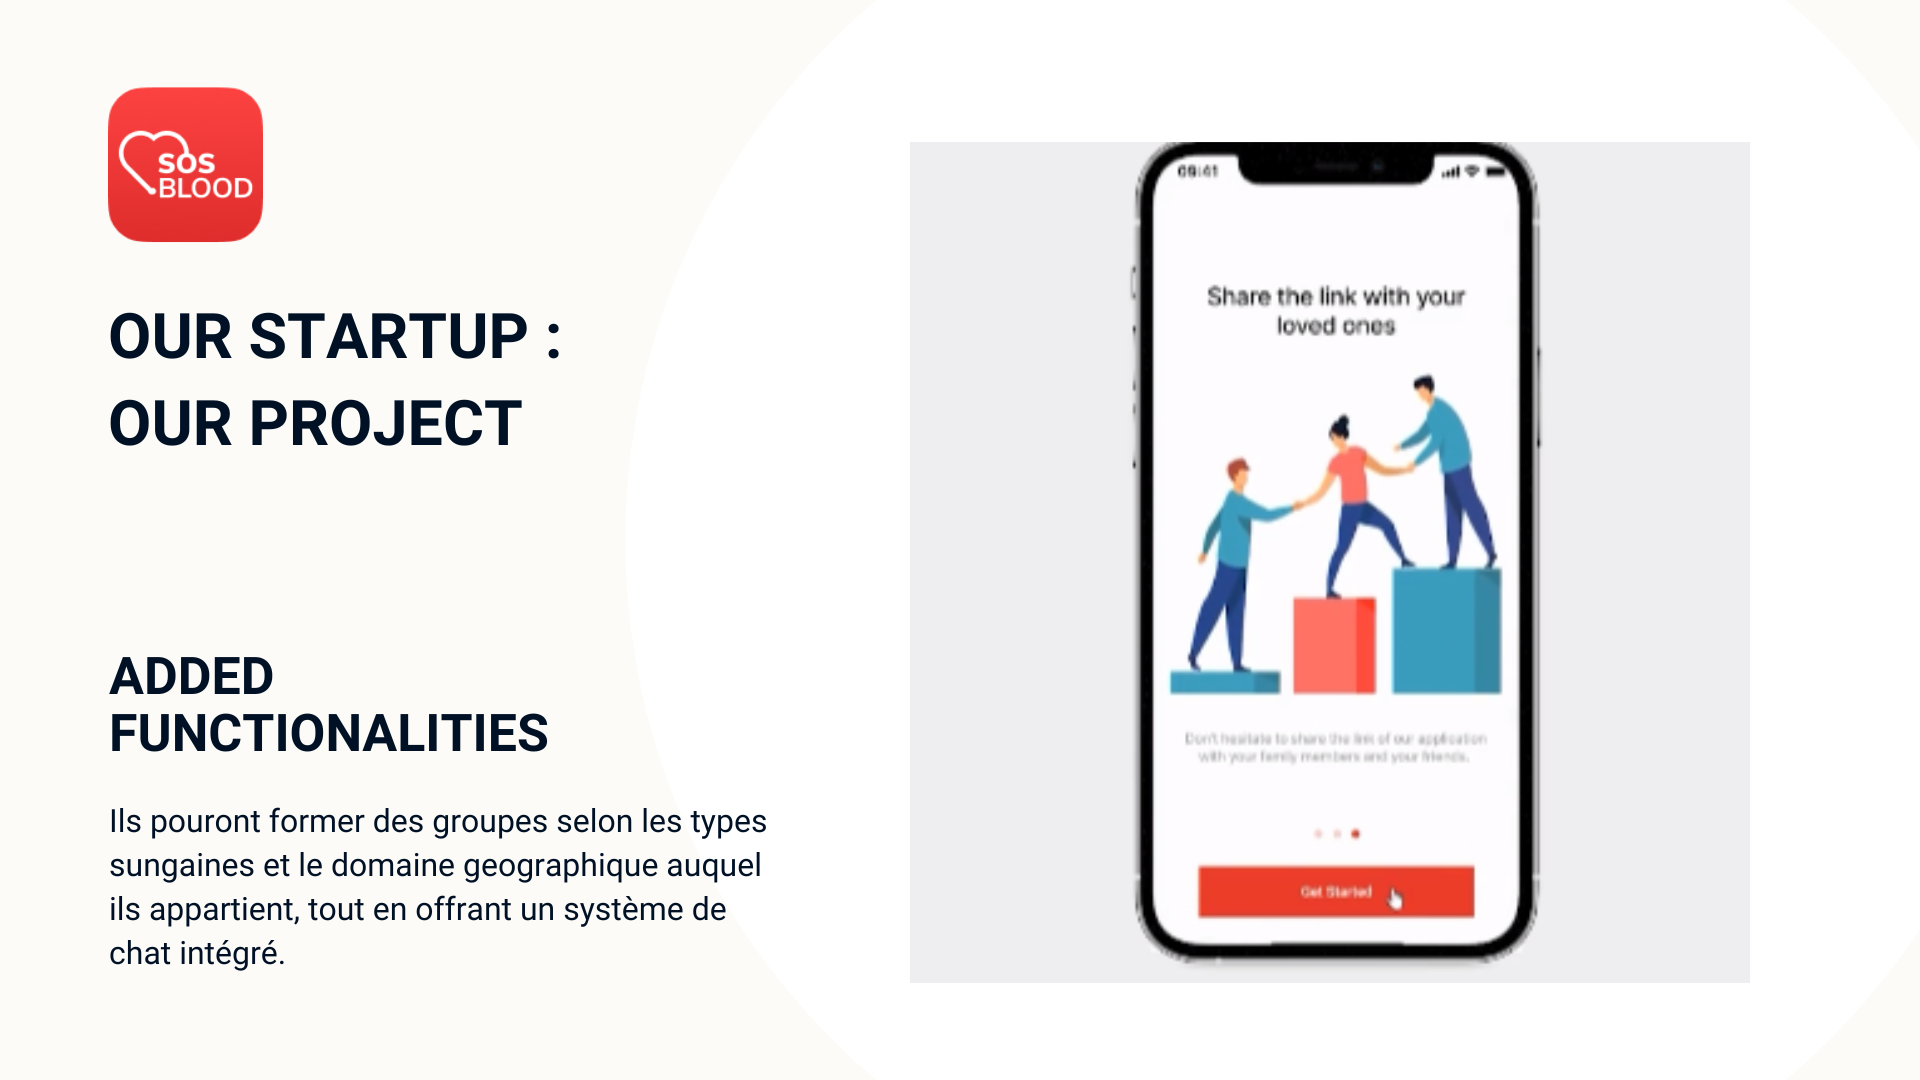 SOS
BLOOD
OUR STARTUP :
OUR PROJECT
ADDED
FUNCTIONALITIES
Ils pouront former des groupes selon les types
sungaines et le domaine geographique auquel
ils appartient, tout en offrant un système de
chat intégré.
09:41
Share the link with your
loved ones
Don't hesitate to share the link of our application
with your family members and your friends.
Get Started